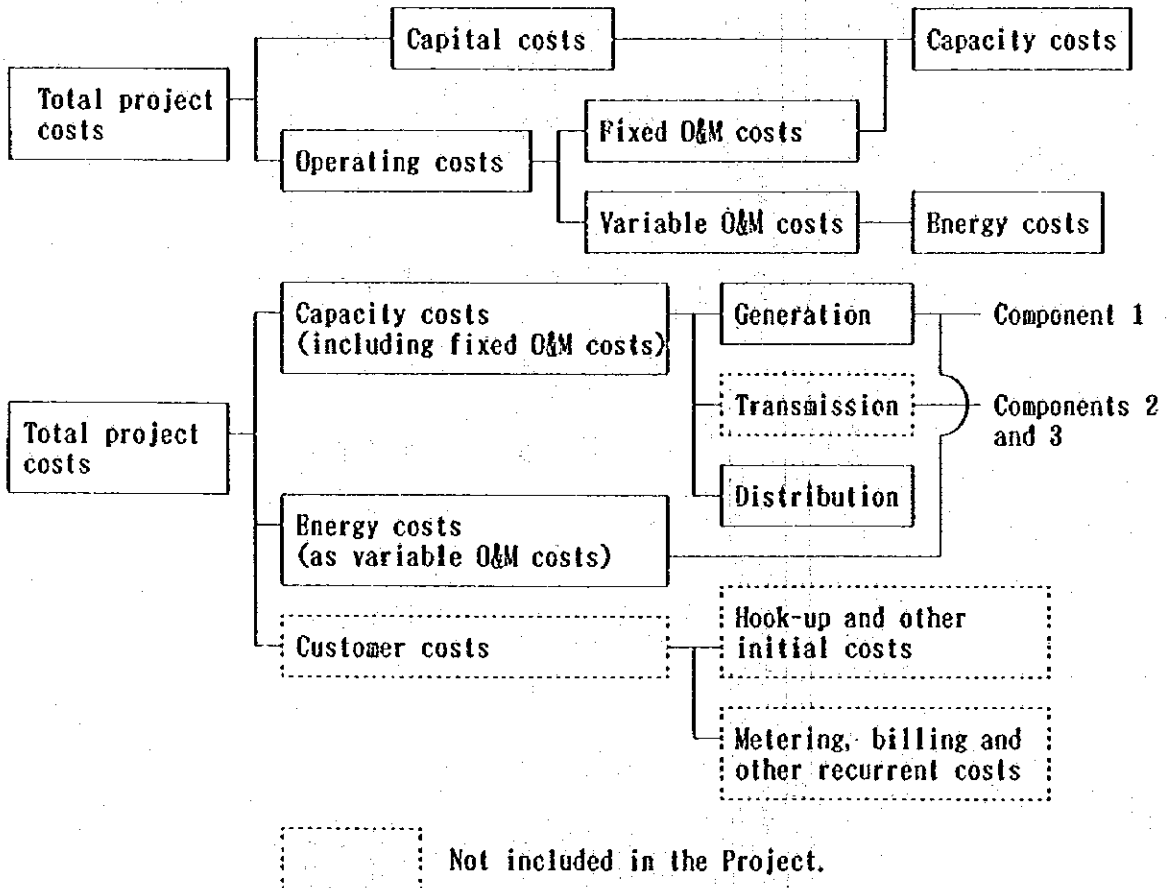 Capital costs
Capacity costs
Total project
costs
Fixed O&M costs
Operating costs
Variable O&M costs
Energy costs
Capacity costs
(including fixed O&M costs)
Generation
Component 1
Transmission
Components 2
and 3
Total project
costs
Distribution
Energy costs
(as variable O&M costs)
Customer costs
Hook-up and other
initial costs
Metering, billing and
other recurrent costs
Not included in the Project.